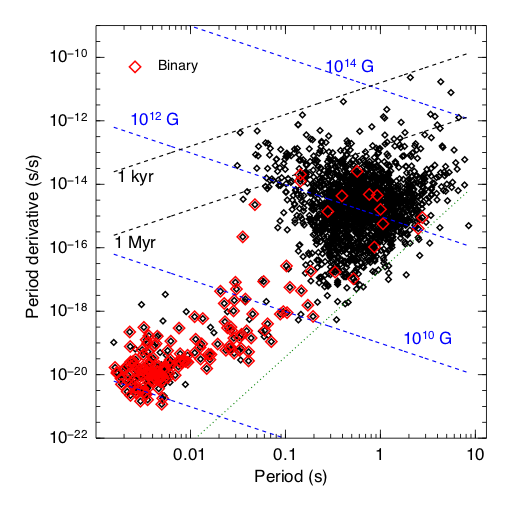 10⁻¹⁰
Binary
10¹⁴ G
10⁻¹²
10¹² G
10⁻¹⁴
1 kyr
10⁻¹⁶
1 Myr
10⁻¹⁸
10¹⁰ G
10⁻²⁰
10⁻²²
Period derivative (s/s)
0.01
0.1
1
10
Period (s)